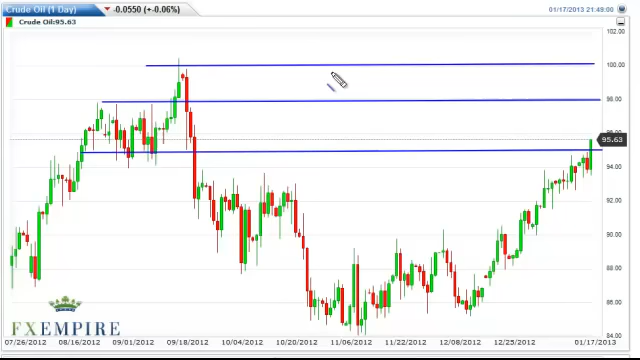 Crude Oil (1 Day) -0.0550 (+-0.06%) 01/17/2013 21:49:00
Crude Oil:95.63
102.00
100.00
98.00
95.63
94.00
92.00
90.00
88.00
86.00
84.00
FXEMPIRE
07/26/2012 08/16/2012 09/01/2012 09/18/2012 10/04/2012 10/20/2012 11/06/2012 11/22/2012 12/08/2012 12/25/2012 01/17/2013